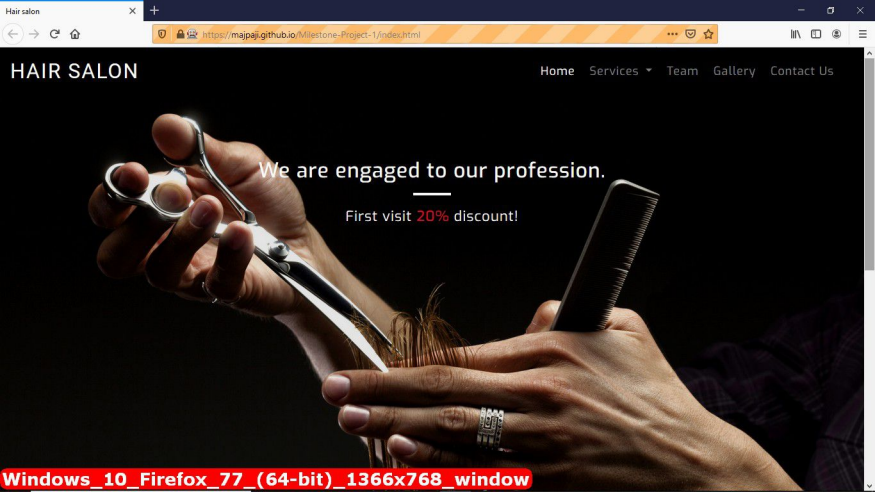 Hair salon
https://majpaji.github.io/Milestone-Project-1/index.html
HAIR SALON
Home Services Team Gallery Contact Us
We are engaged to our profession.
First visit 20% discount!
Windows_10_Firefox_77_(64-bit)_1366x768_window